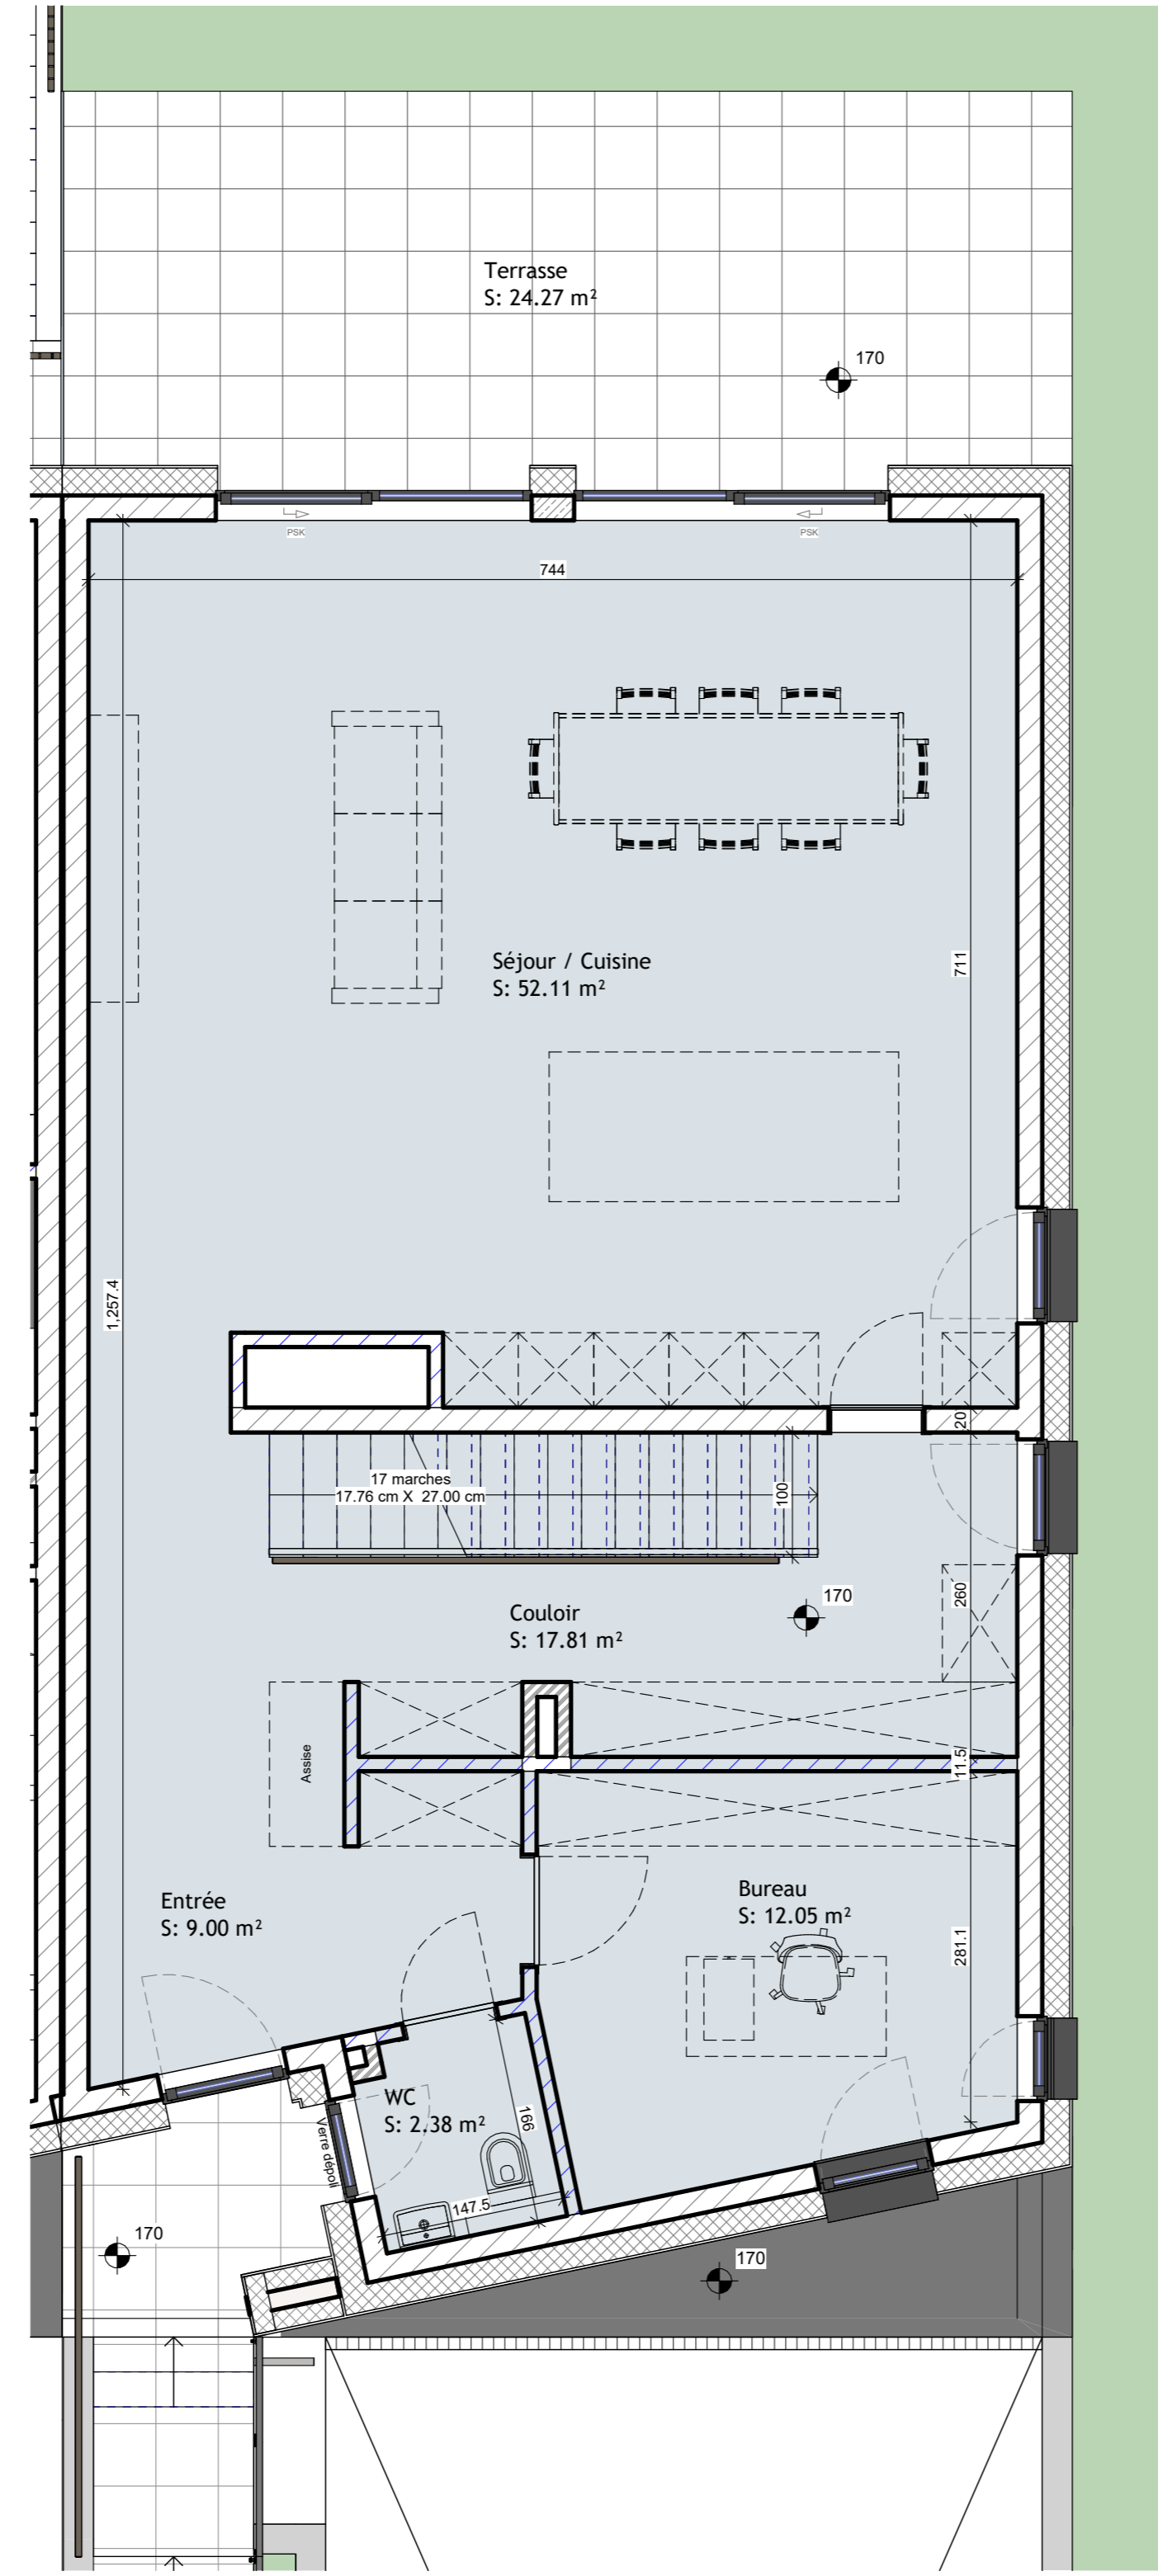 Terrasse
S: 24.27 m²
170
PSK
PSK
744
Séjour / Cuisine
S: 52.11 m²
711
1,257.4
20
17 marches
17.76 cm X 27.00 cm
100
170
260
Couloir
S: 17.81 m²
Assise
11.5
Entrée
S: 9.00 m²
Bureau
S: 12.05 m²
281.1
WC
S: 2.38 m²
166
Verre dépoli
147.5
170
170